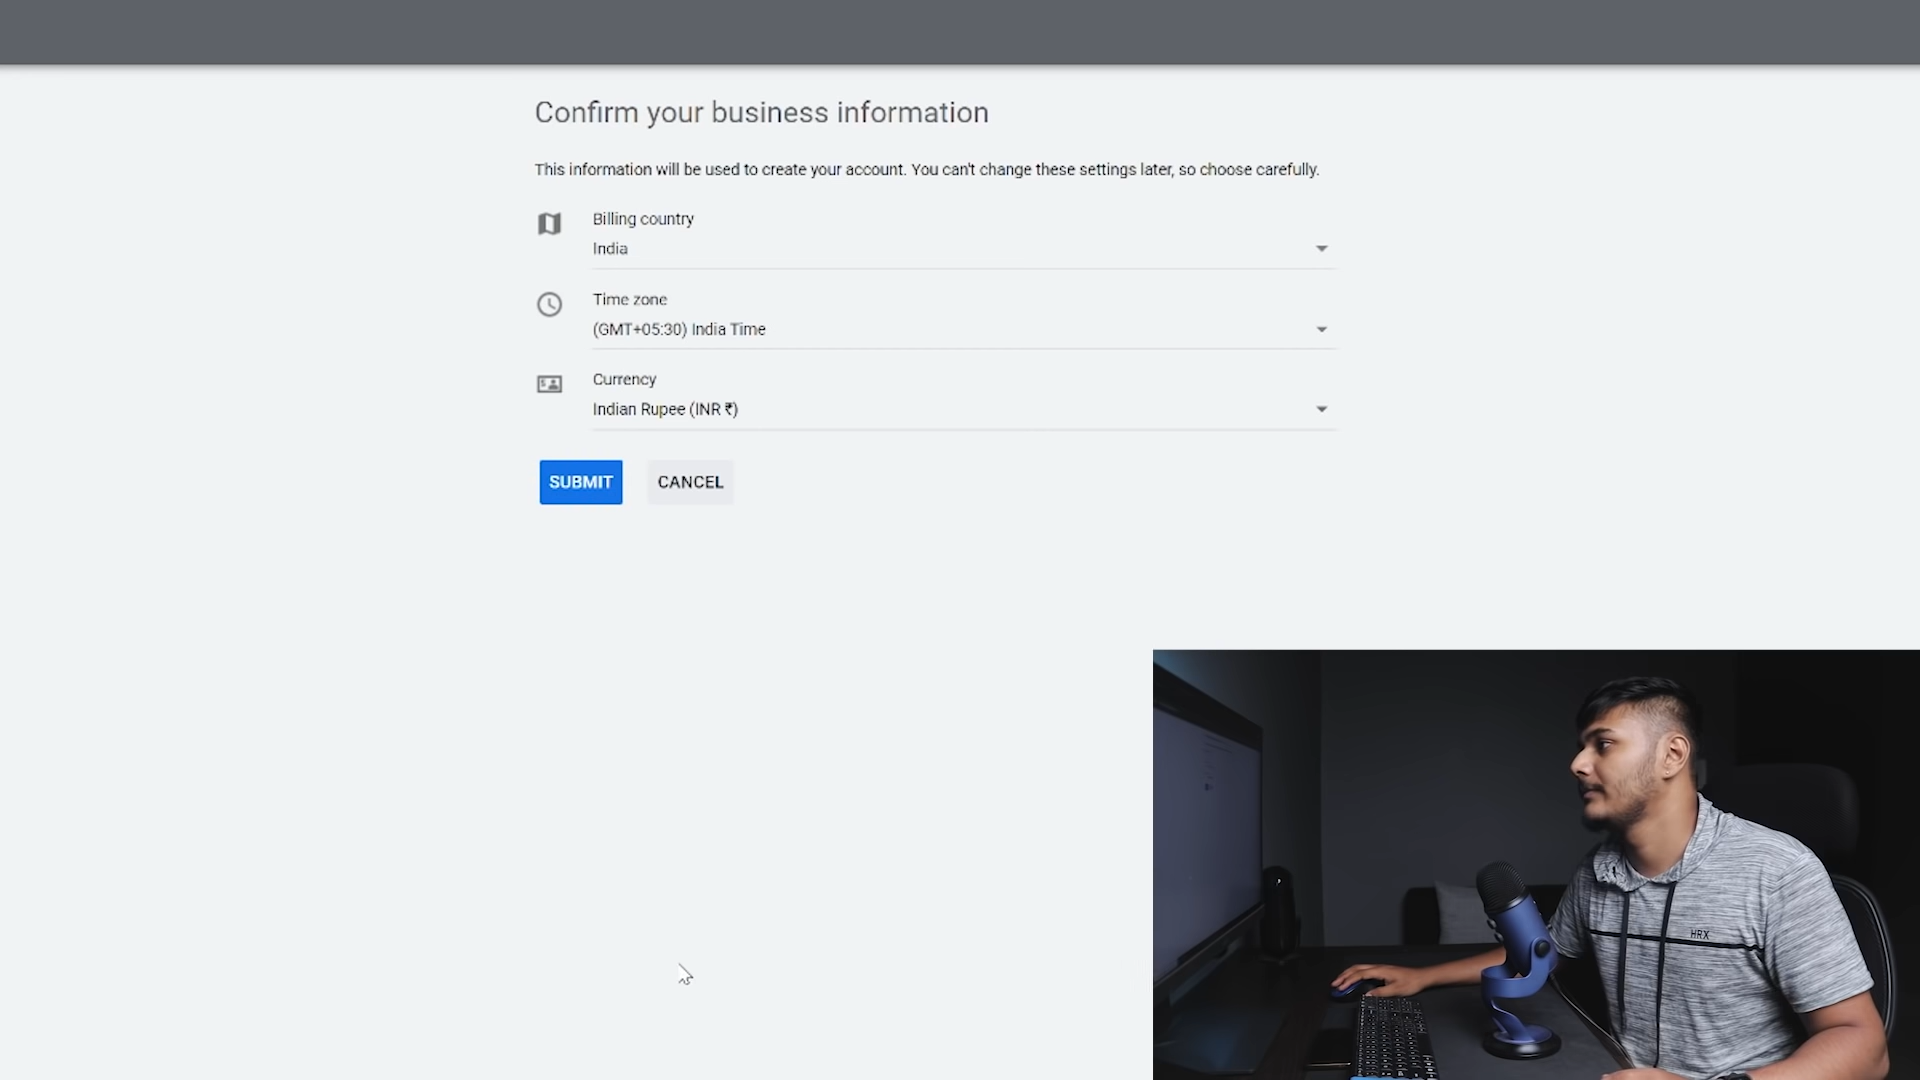 Confirm your business information
This information will be used to create your account. You can't change these settings later, so choose carefully.
Billing country
India
Time zone
(GMT+05:30) India Time
Currency
Indian Rupee (INR ₹)
SUBMIT
CANCEL
HRX